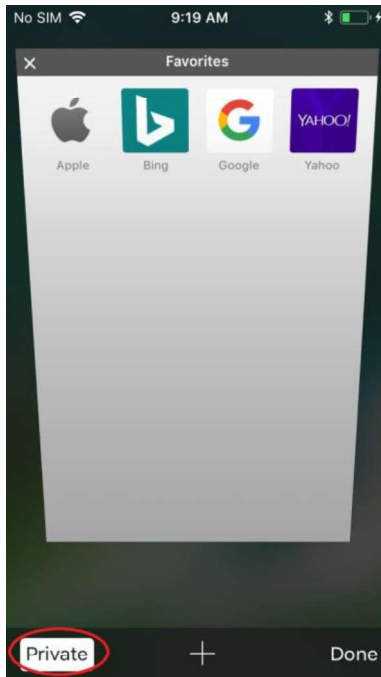 No SIM 9:19 AM
Favorites
YAHOO!
Apple Bing Google Yahoo
Private Done